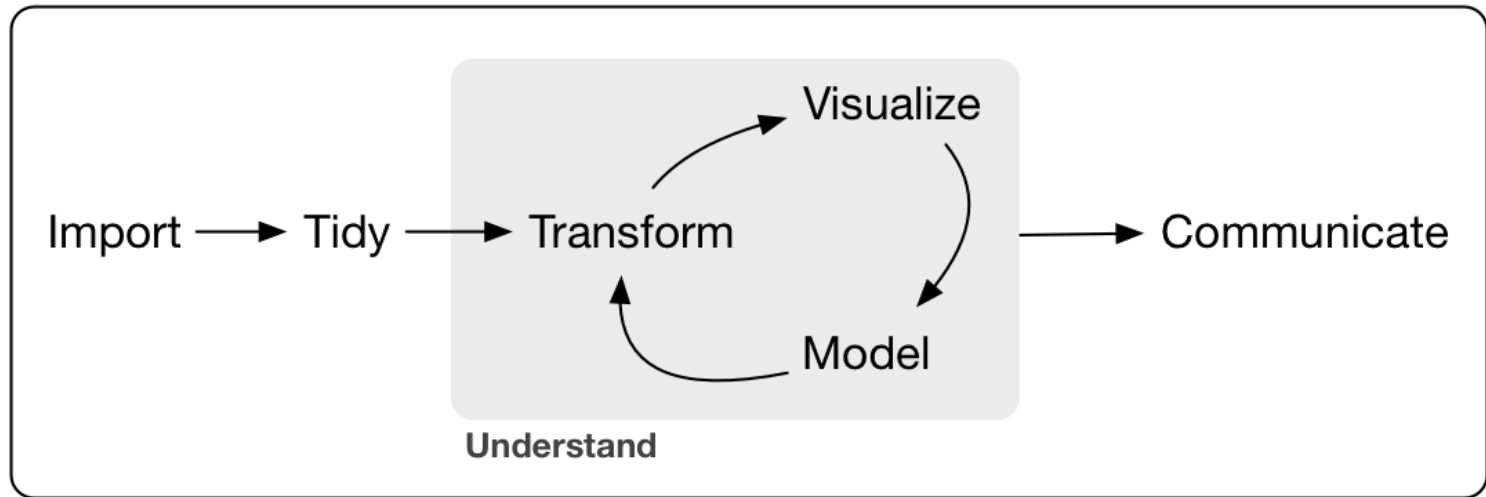 Visualize
Import
Tidy
Transform
Communicate
Model
Understand